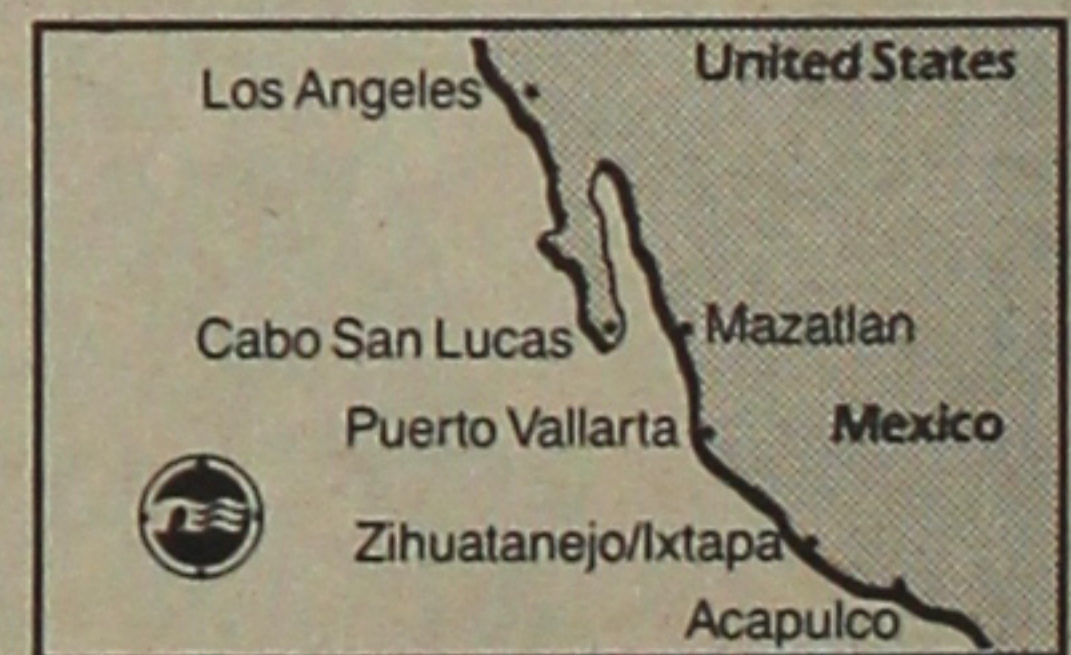 United States
Los Angeles
Cabo San Lucas
Mazatlan
Puerto Vallarta
Mexico
Zihuatanejo/Ixtapa
Acapulco